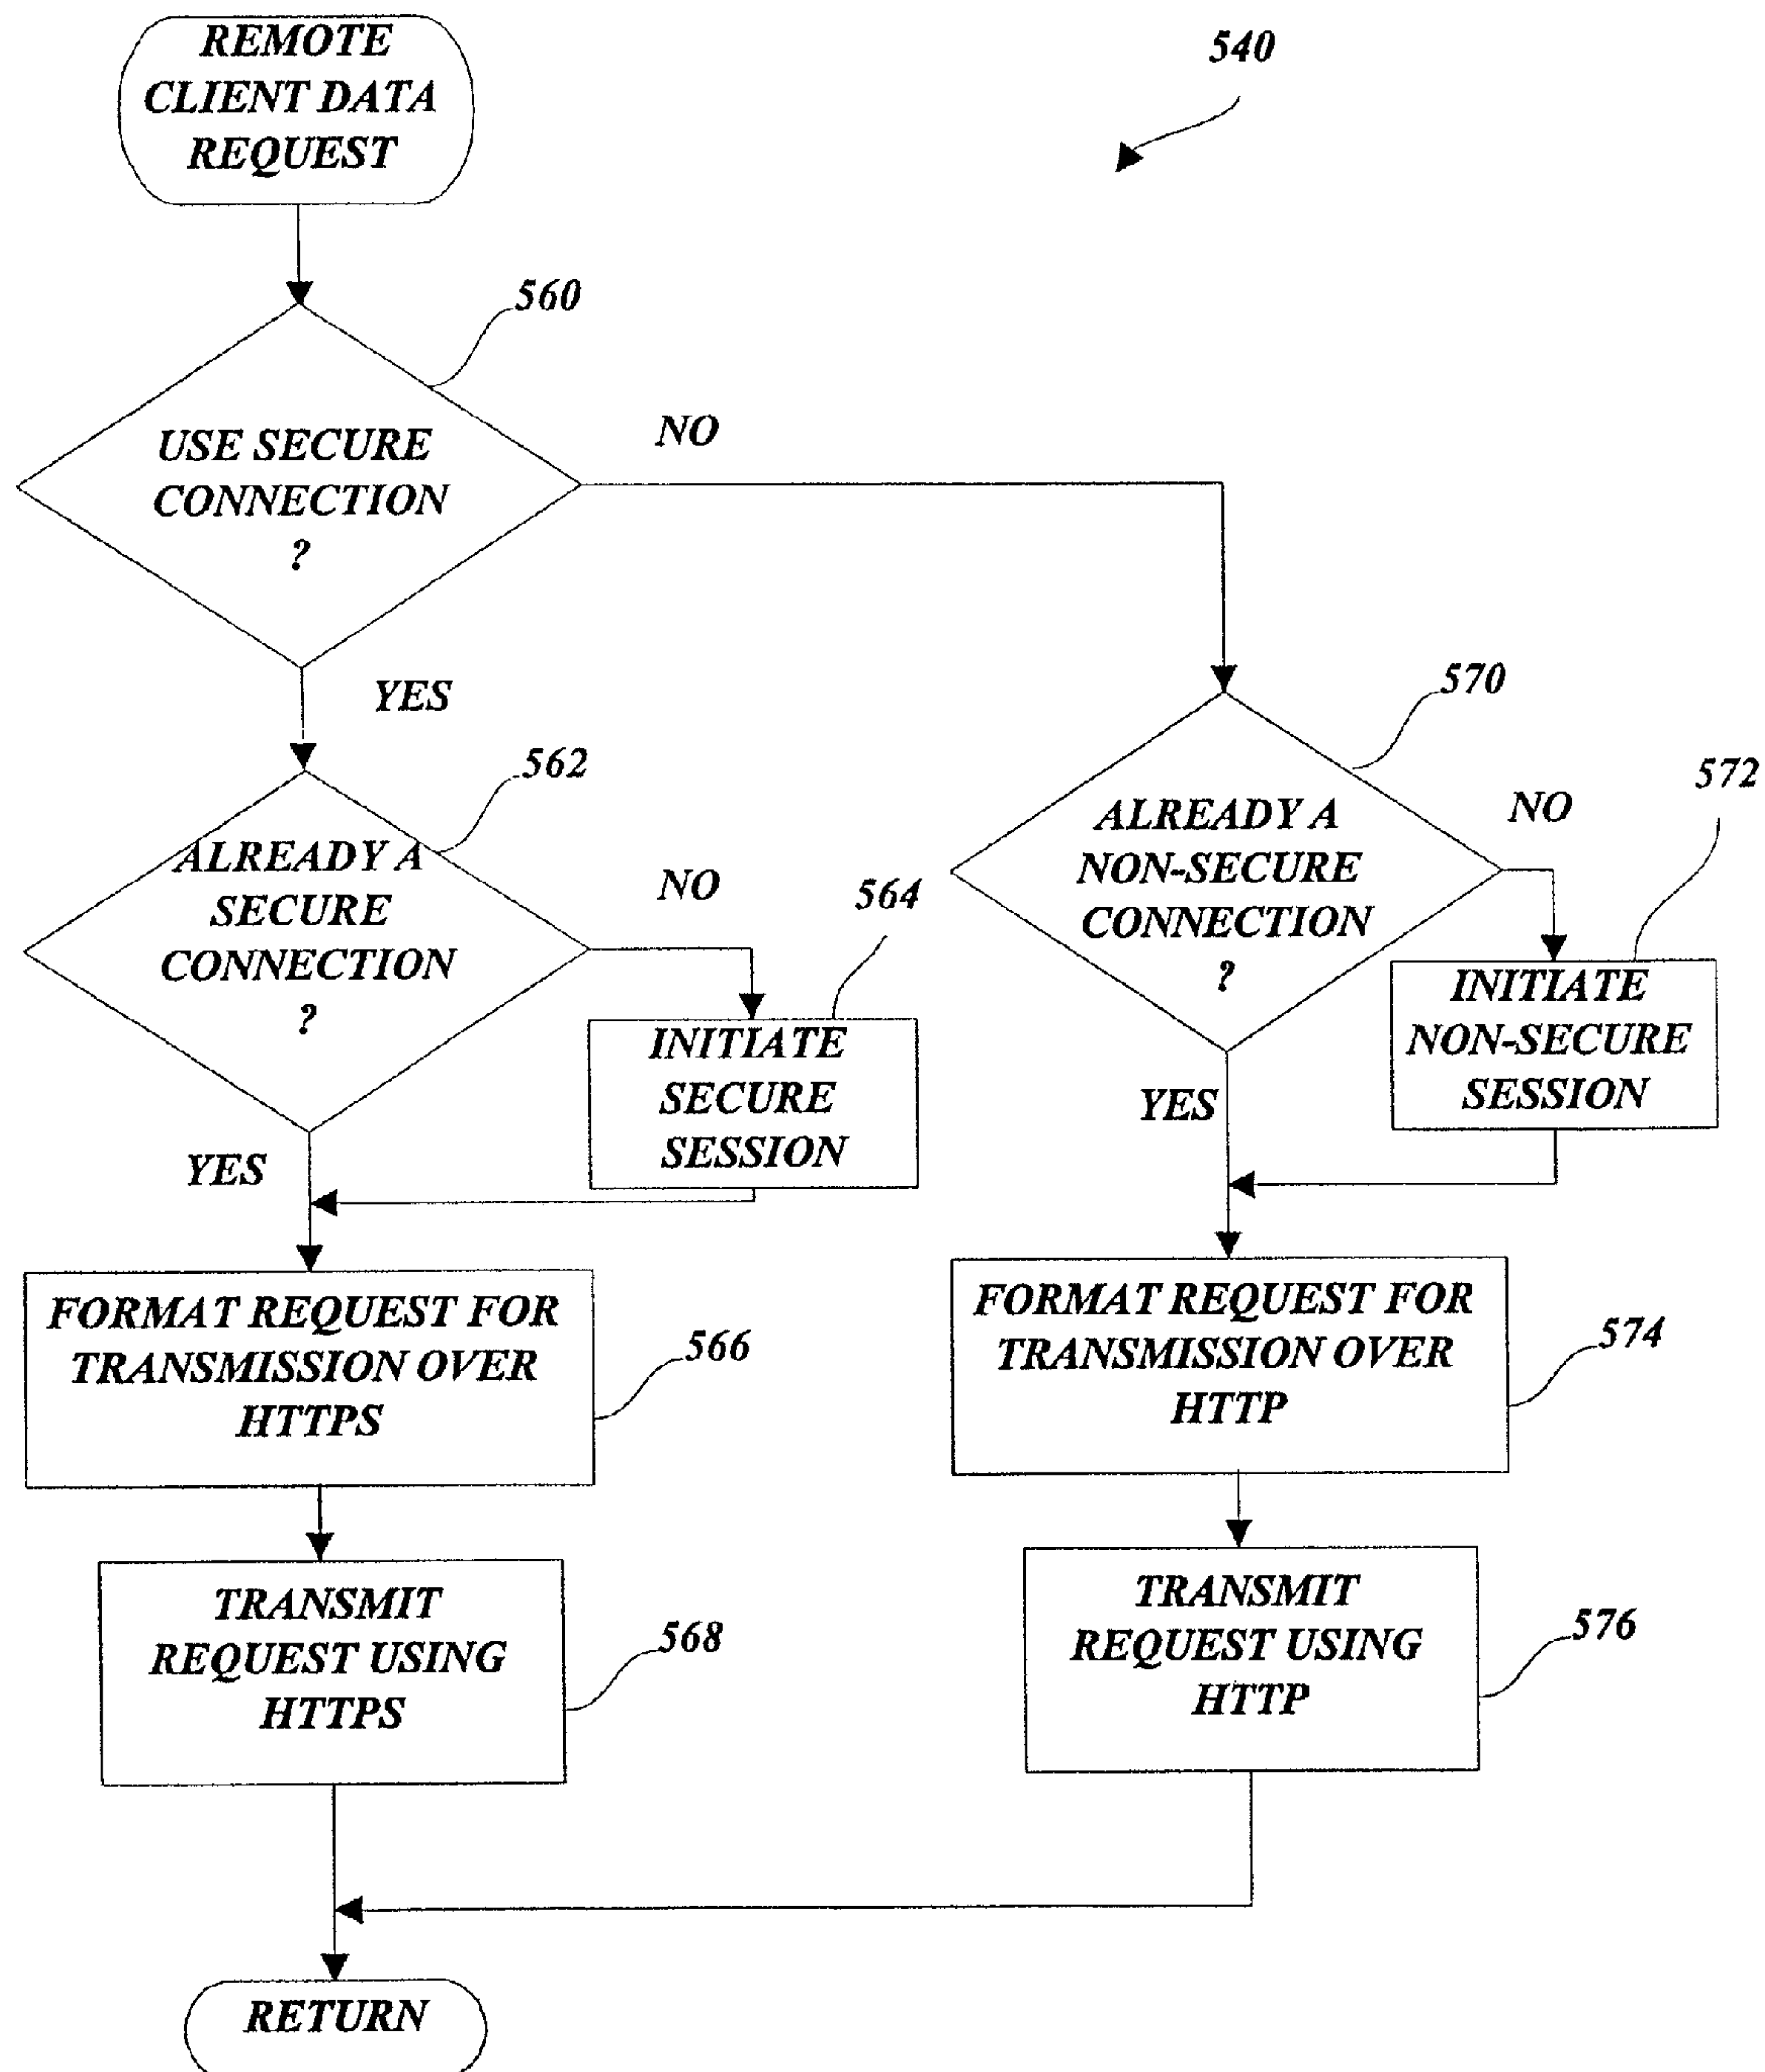 REMOTE
CLIENT DATA
REQUEST
540
560
USE SECURE
CONNECTION
?
NO
YES
562
ALREADY A
SECURE
CONNECTION
?
NO
564
INITIATE
SECURE
SESSION
YES
570
ALREADY A
NON-SECURE
CONNECTION
?
NO
572
INITIATE
NON-SECURE
SESSION
YES
FORMAT REQUEST FOR
TRANSMISSION OVER
HTTPS
566
FORMAT REQUEST FOR
TRANSMISSION OVER
HTTP
574
TRANSMIT
REQUEST USING
HTTPS
568
TRANSMIT
REQUEST USING
HTTP
576
RETURN